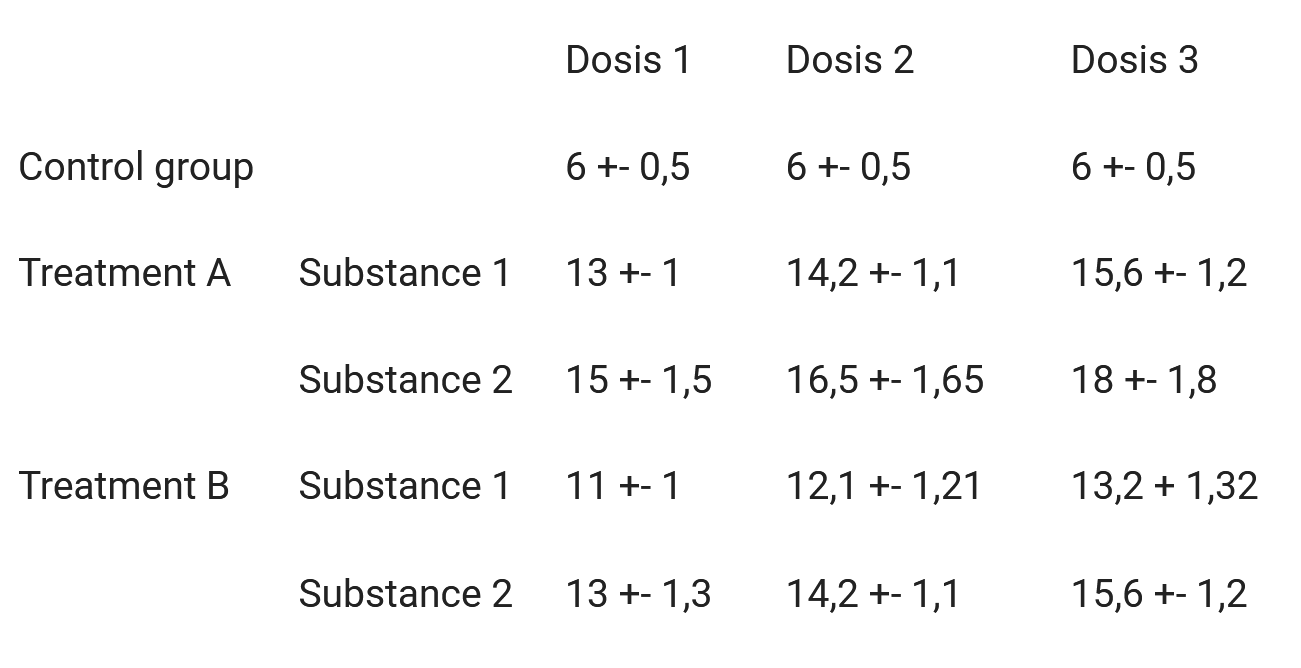 Dosis 1 Dosis 2 Dosis 3
Control group 6 +- 0,5 6 +- 0,5 6 +- 0,5
Treatment A Substance 1 13 +- 1 14,2 +- 1,1 15,6 +- 1,2
Substance 2 15 +- 1,5 16,5 +- 1,65 18 +- 1,8
Treatment B Substance 1 11 +- 1 12,1 +- 1,21 13,2 + 1,32
Substance 2 13 +- 1,3 14,2 +- 1,1 15,6 +- 1,2